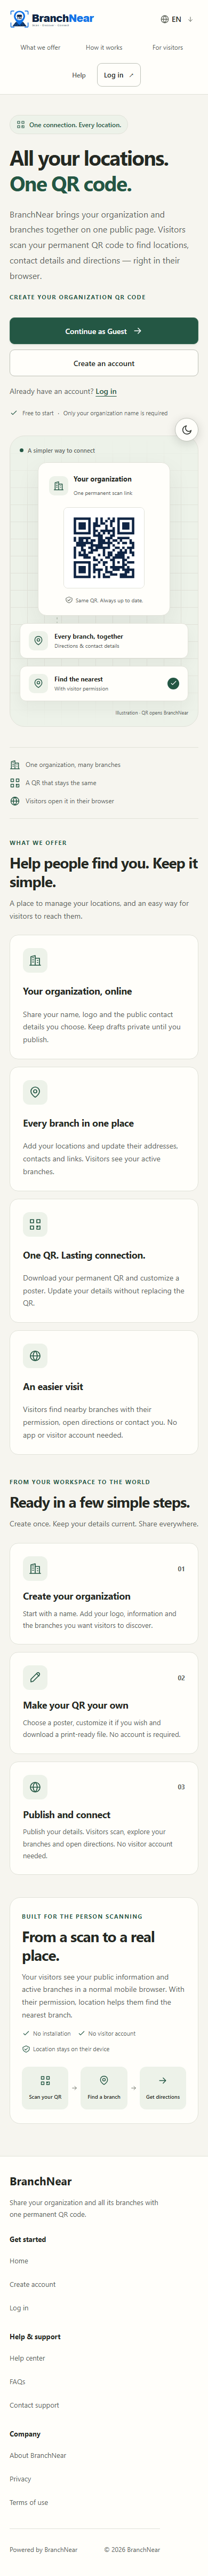 BranchNear
EN
What we offer
How it works
For visitors
Help
Log in
One connection. Every location.
All your locations.
One QR code.
BranchNear brings your organization and
branches together on one public page. Visitors
scan your permanent QR code to find locations,
contact details and directions — right in their
browser.
CREATE YOUR ORGANIZATION QR CODE
Continue as Guest
Create an account
Already have an account? Log in
Free to start · Only your organization name is required
A simpler way to connect
Your organization
One permanent scan link
Same QR. Always up to date.
Every branch, together
Directions & contact details
Find the nearest
With visitor permission
Illustration · QR opens BranchNear
One organization, many branches
A QR that stays the same
Visitors open it in their browser
WHAT WE OFFER
Help people find you. Keep it
simple.
A place to manage your locations, and an easy way for
visitors to reach them.
Your organization, online
Share your name, logo and the public contact
details you choose. Keep drafts private until you
publish.
Every branch in one place
Add your locations and update their addresses,
contacts and links. Visitors see your active
branches.
One QR. Lasting connection.
Download your permanent QR and customize a
poster. Update your details without replacing the
QR.
An easier visit
Visitors find nearby branches with their
permission, open directions or contact you. No
app or visitor account needed.
FROM YOUR WORKSPACE TO THE WORLD
Ready in a few simple steps.
Create once. Keep your details current. Share everywhere.
01
Create your organization
Start with a name. Add your logo, information and
the branches you want visitors to discover.
02
Make your QR your own
Choose a poster, customize it if you wish and
download a print-ready file. No account is required.
03
Publish and connect
Publish your details. Visitors scan, explore your
branches and open directions. No visitor account
needed.
BUILT FOR THE PERSON SCANNING
From a scan to a real
place.
Your visitors see your public information and
active branches in a normal mobile browser. With
their permission, location helps them find the
nearest branch.
No installation
No visitor account
Location stays on their device
Scan your QR
Find a branch
Get directions
BranchNear
Share your organization and all its branches with
one permanent QR code.
Get started
Home
Create account
Log in
Help & support
Help center
FAQs
Contact support
Company
About BranchNear
Privacy
Terms of use
Powered by BranchNear
© 2026 BranchNear